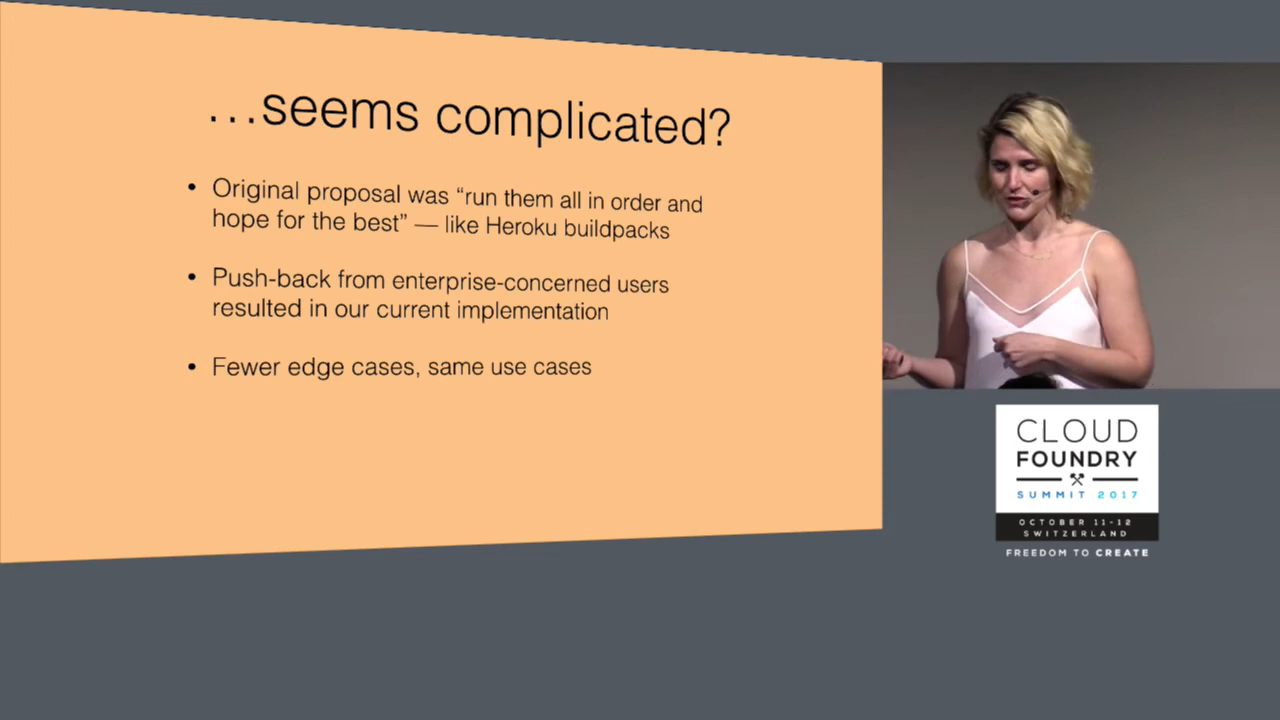 ...seems complicated?
• Original proposal was “run them all in order and
hope for the best” — like Heroku buildpacks
• Push-back from enterprise-concerned users
resulted in our current implementation
• Fewer edge cases, same use cases
CLOUD
FOUNDRY
SUMMIT 2017
OCTOBER 11-12
SWITZERLAND
FREEDOM TO CREATE